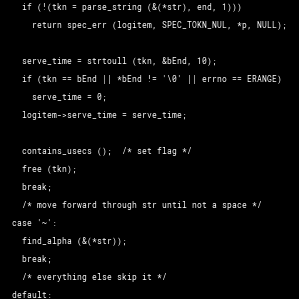 if (!(tkn = parse_string (&(*str), end, 1)))
return spec_err (logitem, SPEC_TOKN_NUL, *p, NULL);
serve_time = strtoull (tkn, &bEnd, 10);
if (tkn == bEnd || *bEnd != '\0' || errno == ERANGE)
serve_time = 0;
logitem->serve_time = serve_time;
contains_usecs ();  /* set flag */
free (tkn);
break;
/* move forward through str until not a space */
case '~':
find_alpha (&(*str));
break;
/* everything else skip it */
default: